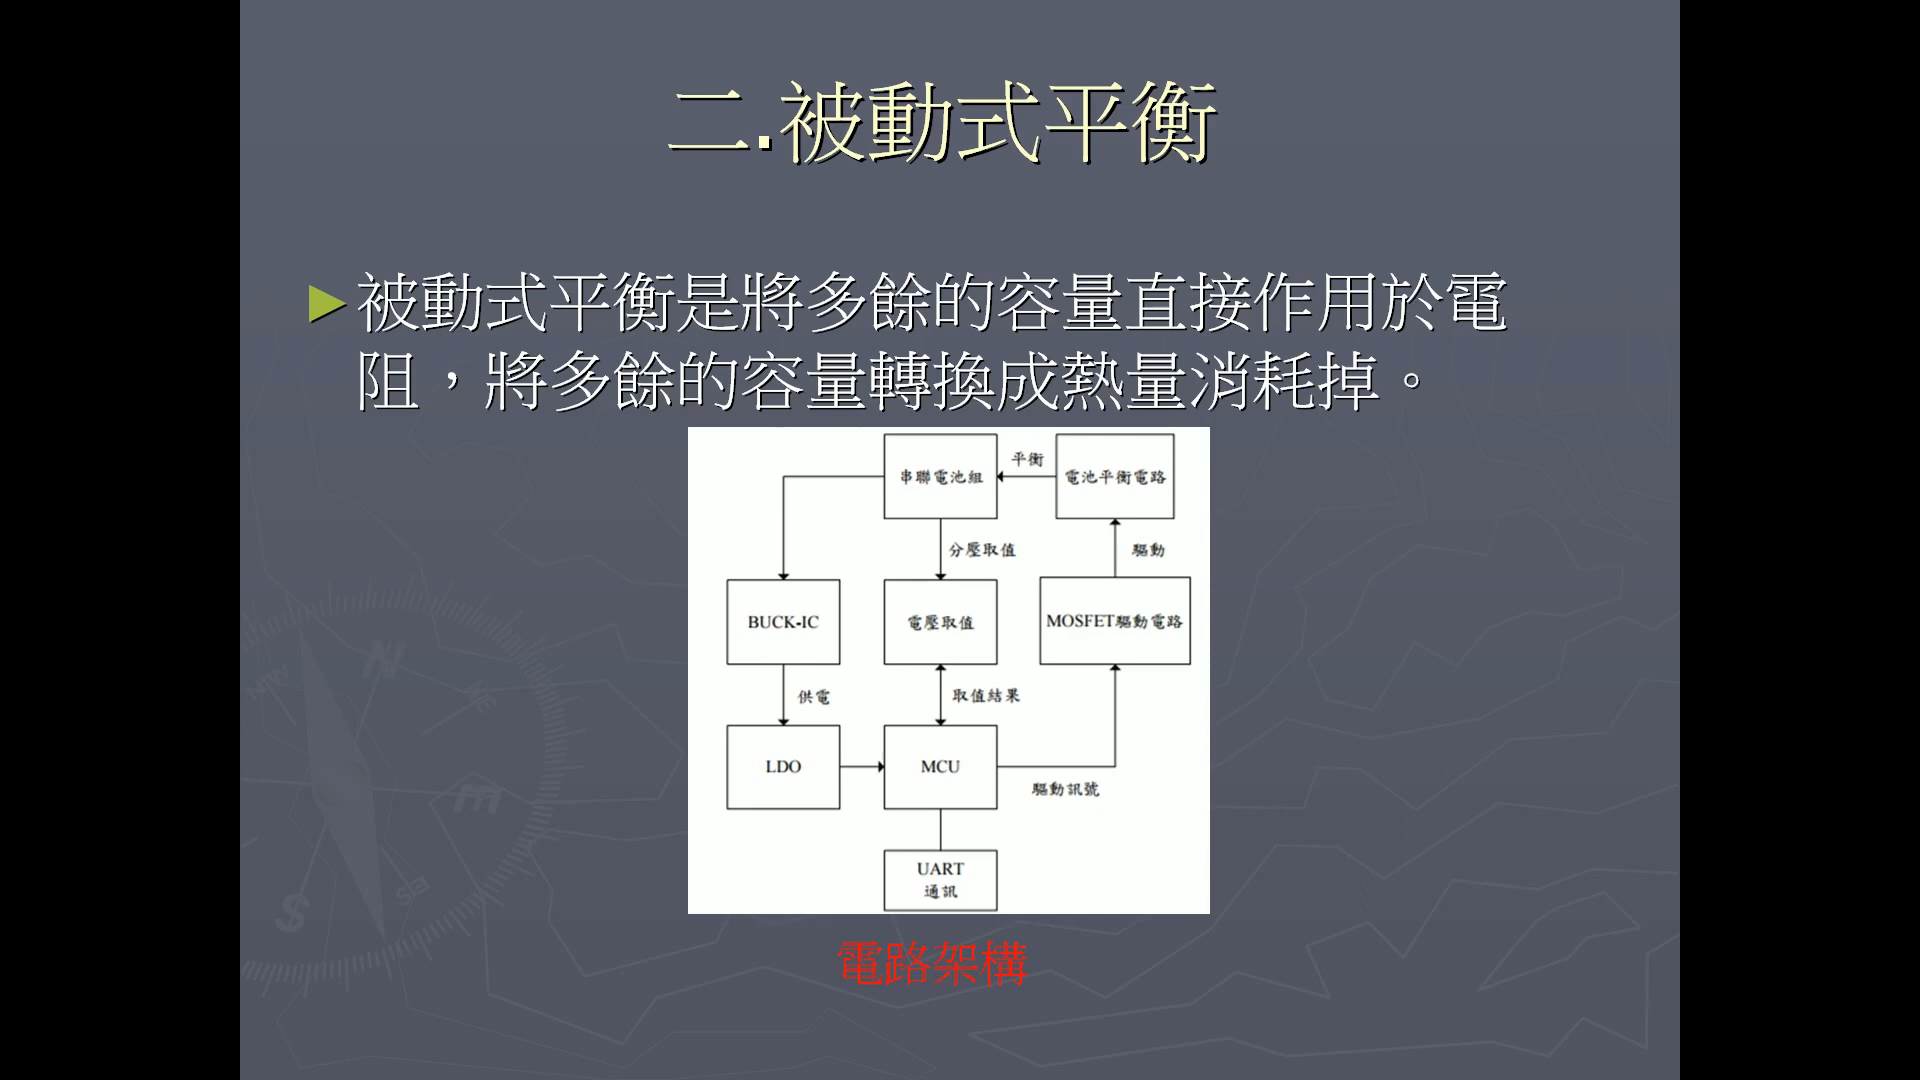 二.被動式平衡
被動式平衡是將多餘的容量直接作用於電
阻，將多餘的容量轉換成熱量消耗掉。
串聯電池組
平衡
電池平衡電路
分壓取值
驅動
BUCK-IC
電壓取值
MOSFET驅動電路
供電
取值結果
LDO
MCU
驅動訊號
UART
通訊
電路架構
N
NW
NE
E
SE
S